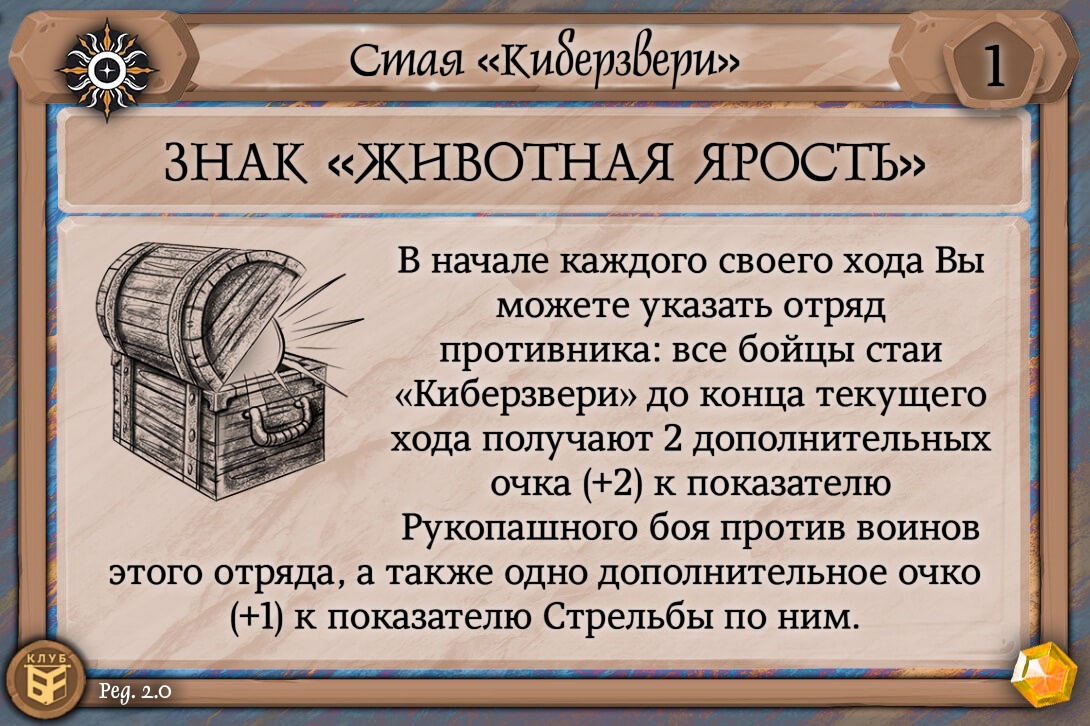 Стая «Киберзвери»
1
ЗНАК «ЖИВОТНАЯ ЯРОСТЬ»
В начале каждого своего хода Вы
можете указать отряд
противника: все бойцы стаи
«Киберзвери» до конца текущего
хода получают 2 дополнительных
очка (+2) к показателю
Рукопашного боя против воинов
этого отряда, а также одно дополнительное очко
(+1) к показателю Стрельбы по ним.
КЛУБ
Ред. 2.0